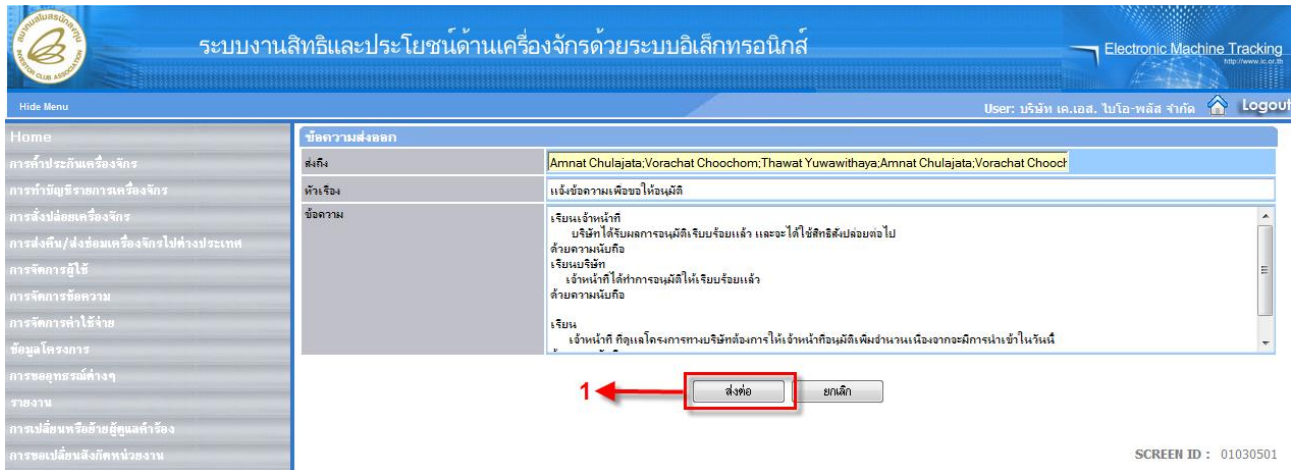 สมาคมสโมสรนักลงทุน
INVESTOR CLUB ASSOCIATION
ระบบงานสิทธิและประโยชน์ด้านเครื่องจักรด้วยระบบอิเล็กทรอนิกส์
Electronic Machine Tracking
http://www.ic.or.th
Hide Menu
User: บริษัท เค.เอส. ไบโอ-พลัส จำกัด Logout
Home
การค้ำประกันเครื่องจักร
การทำบัญชีรายการเครื่องจักร
การสั่งปล่อยเครื่องจักร
การส่งคืน/ส่งซ่อมเครื่องจักรไปต่างประเทศ
การจัดการผู้ใช้
การจัดการข้อความ
การจัดการค่าใช้จ่าย
ข้อมูลโครงการ
การขออุทธรณ์ต่างๆ
รายงาน
การเปลี่ยนหรือย้ายผู้ดูแลคำร้อง
การขอเปลี่ยนสังกัดหน่วยงาน
ข้อความส่งออก
ส่งถึง
Amnat Chulajata;Vorachat Choochom;Thawat Yuwawithaya;Amnat Chulajata;Vorachat Chooch
หัวเรื่อง
แจ้งข้อความเพื่อขอให้อนุมัติ
ข้อความ
เรียนเจ้าหน้าที่
บริษัทได้รับผลการอนุมัติเรียบร้อยแล้ว และจะได้ใช้สิทธิสั่งปล่อยต่อไป
ด้วยความนับถือ
เรียนบริษัท
เจ้าหน้าที่ได้ทำการอนุมัติให้เรียบร้อยแล้ว
ด้วยความนับถือ
เรียน
เจ้าหน้าที่ ที่ดูแลโครงการทางบริษัทต้องการให้เจ้าหน้าที่อนุมัติเพิ่มจำนวนเนื่องจากจะมีการนำเข้าในวันนี้
1
ส่งต่อ
ยกเลิก
SCREEN ID : 01030501